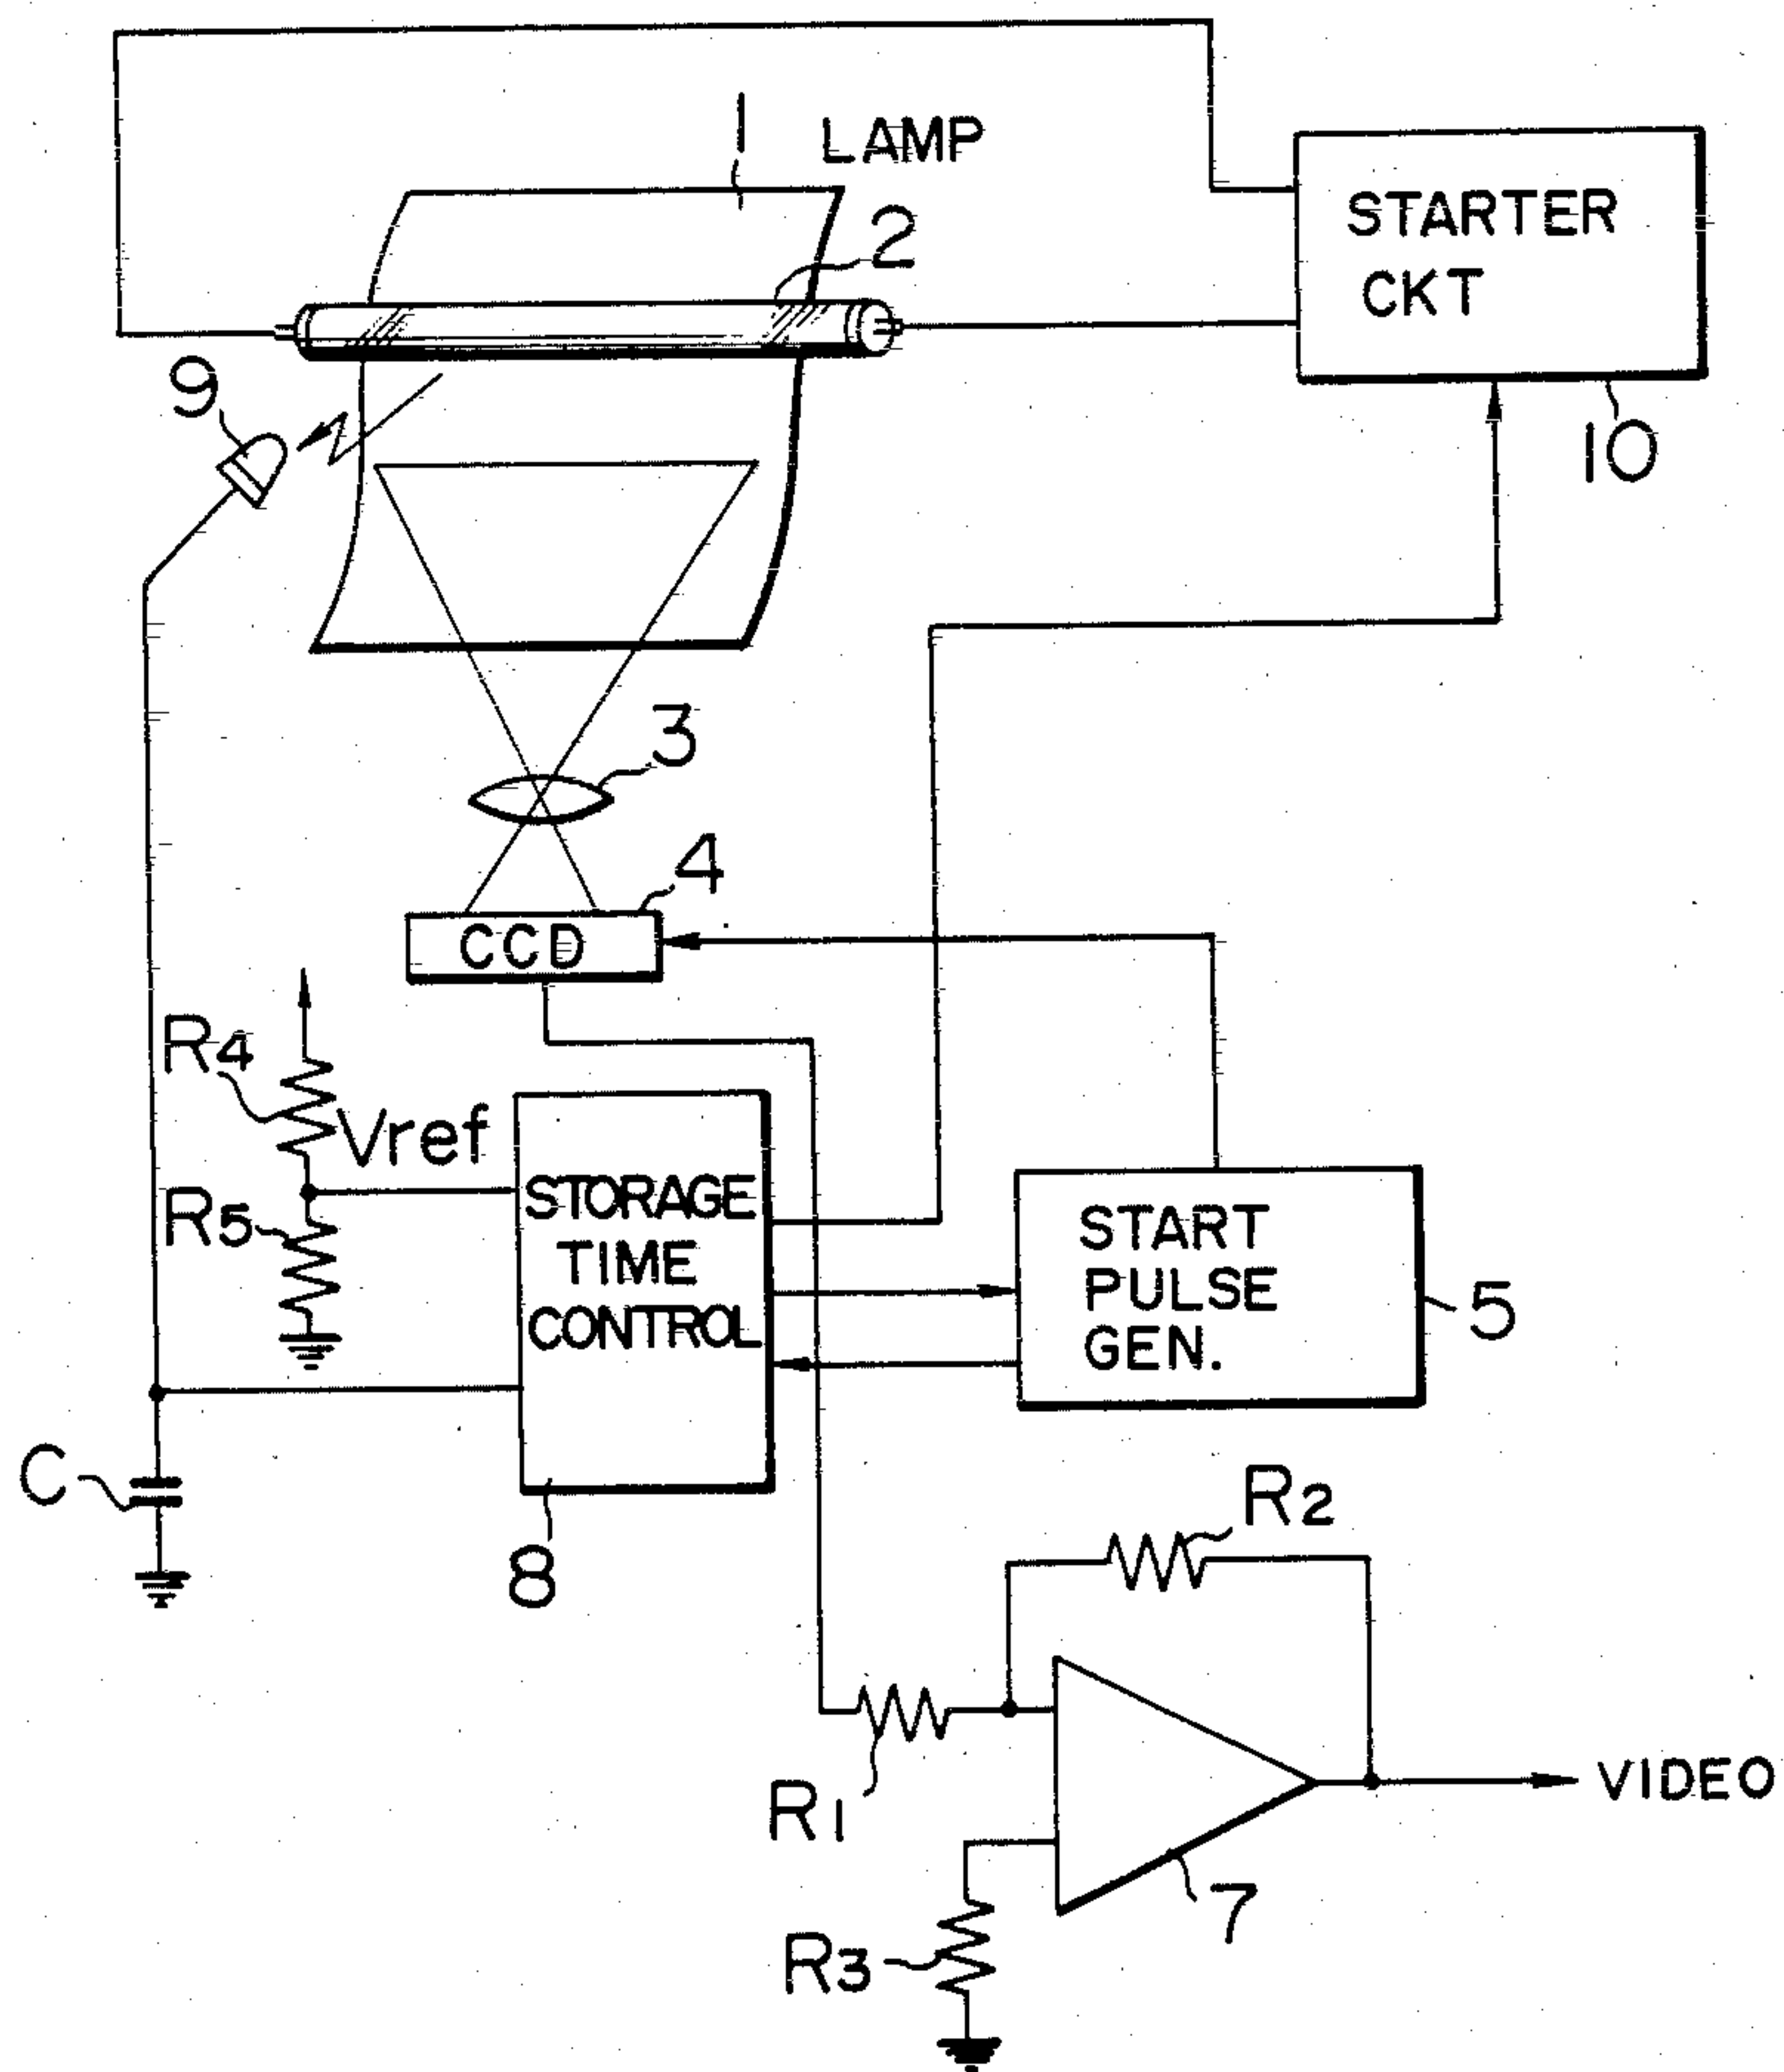 1
LAMP
2
STARTER
CKT
9
10
3
4
CCD
R4
Vref
R5
STORAGE
TIME
CONTROL
START
PULSE
GEN.
5
C
8
R2
R1
VIDEO
7
R3